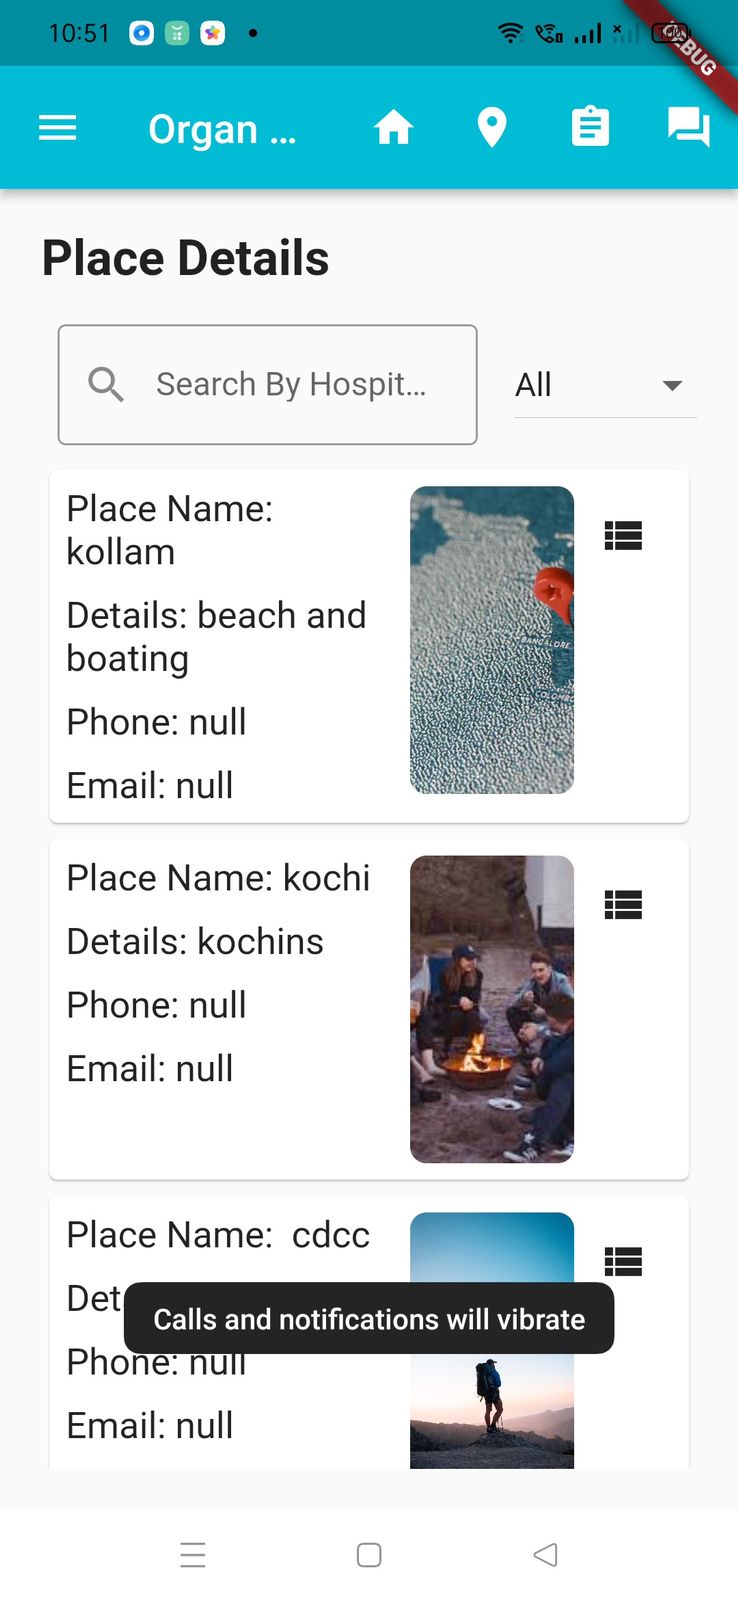 10:51
DEBUG
Organ ...
Place Details
Search By Hospit...
All
Place Name:
kollam
Details: beach and
boating
Phone: null
Email: null
BANGALORE
Place Name: kochi
Details: kochins
Phone: null
Email: null
Place Name:  cdcc
Det
Calls and notifications will vibrate
Phone: null
Email: null